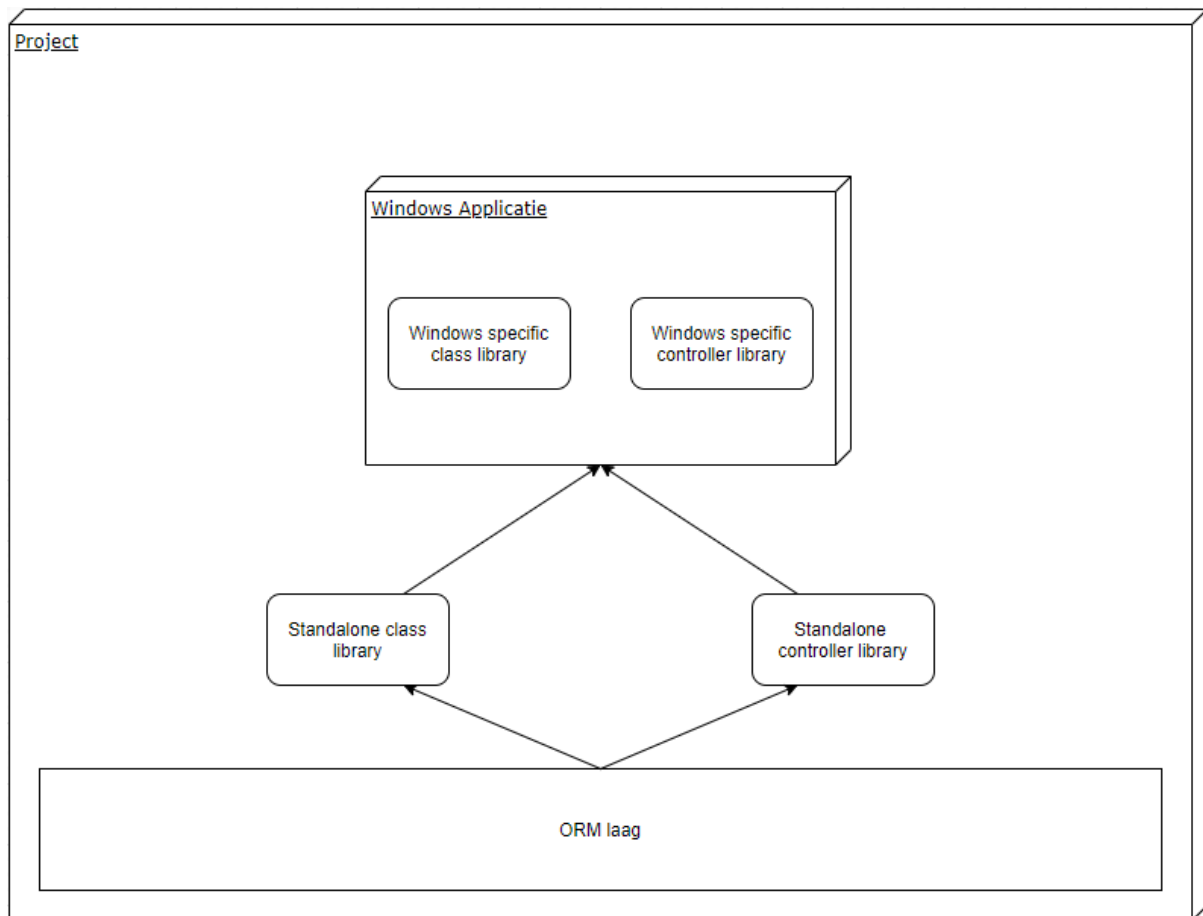 Project
Windows Applicatie
Windows specific
class library
Windows specific
controller library
Standalone class
library
Standalone
controller library
ORM laag